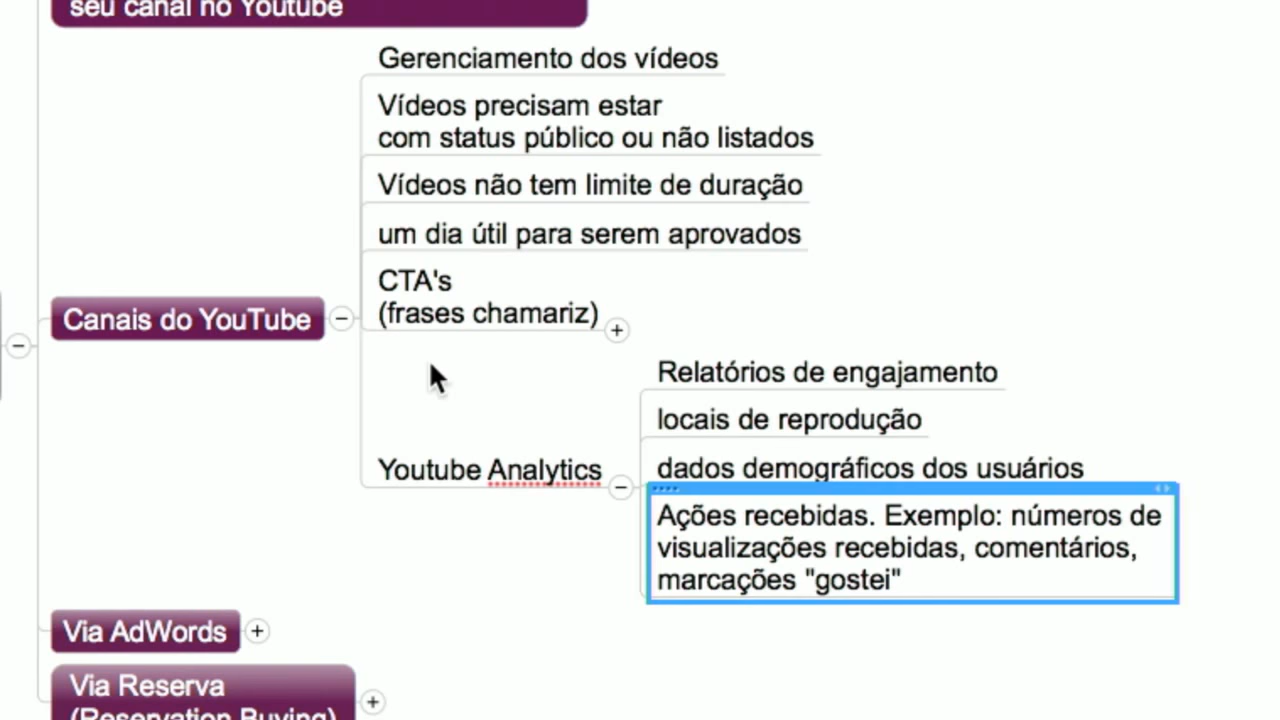 seu canal no Youtube
Gerenciamento dos vídeos
Vídeos precisam estar
com status público ou não listados
Vídeos não tem limite de duração
um dia útil para serem aprovados
CTA's
(frases chamariz)
Canais do YouTube
Relatórios de engajamento
locais de reprodução
Youtube Analytics
dados demográficos dos usuários
Ações recebidas. Exemplo: números de
visualizações recebidas, comentários,
marcações "gostei"
Via AdWords
Via Reserva
(Reservation Buying)